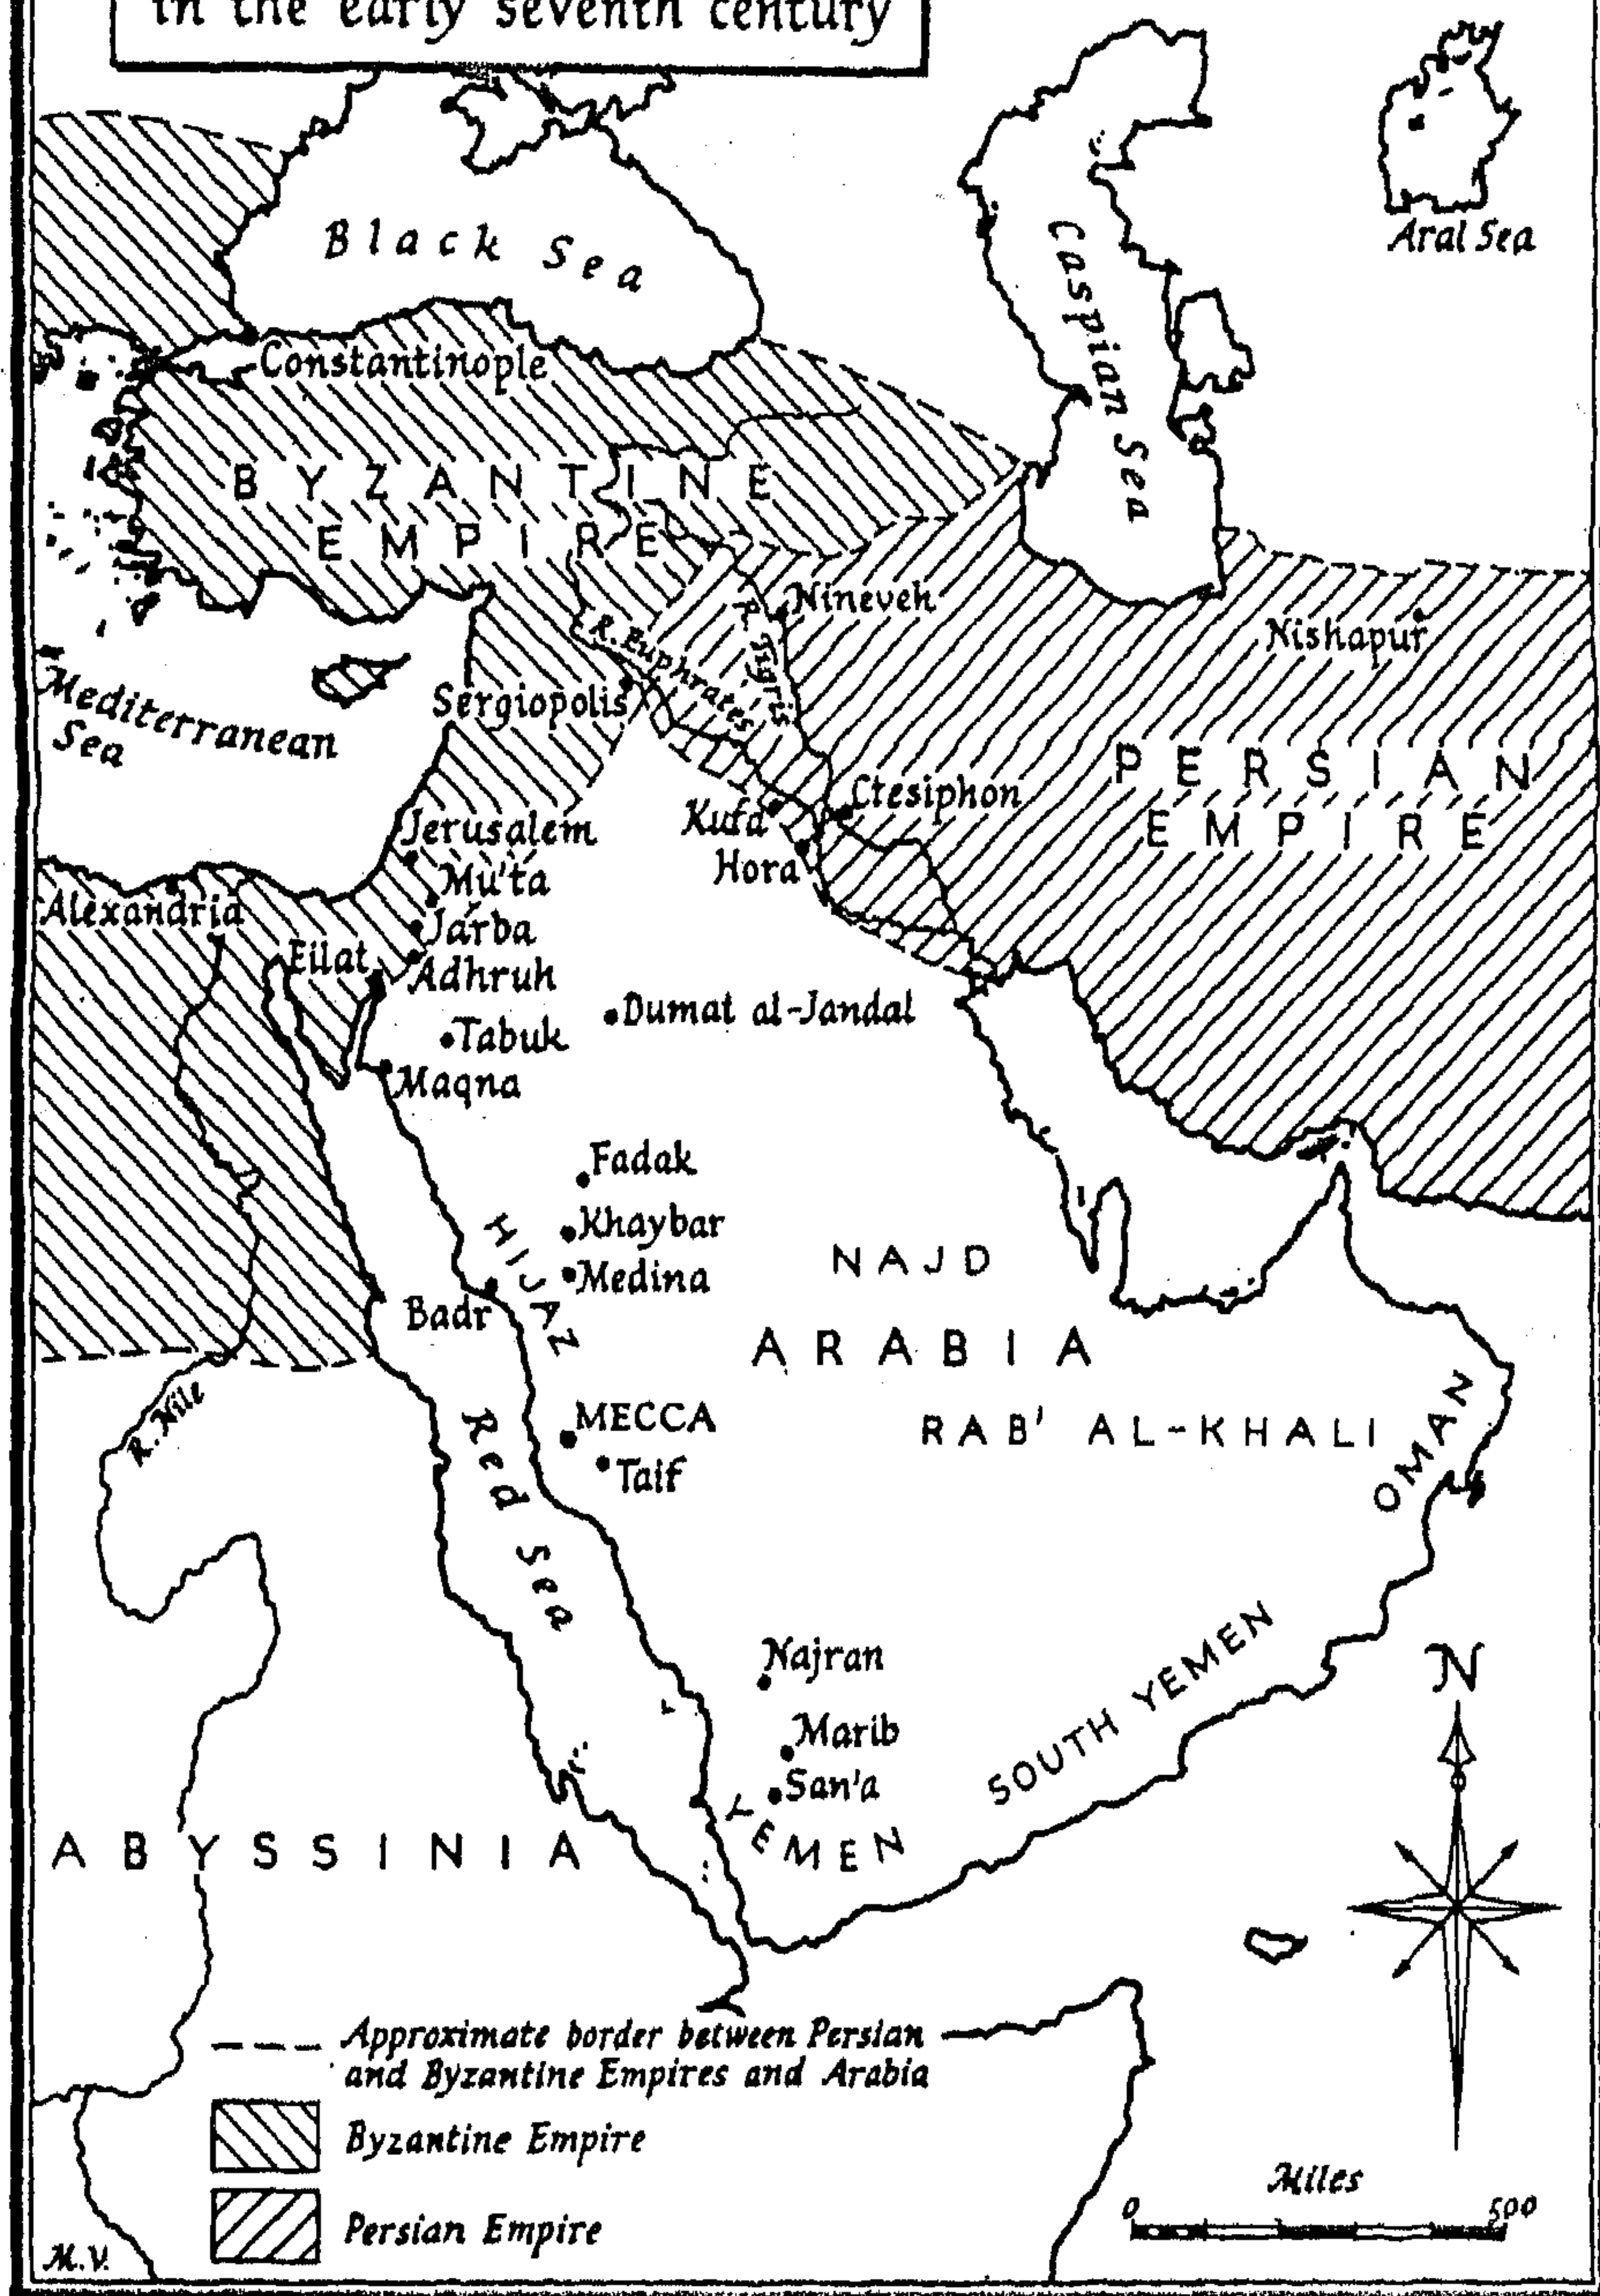 in the early seventh century
Aral Sea
Black Sea
Caspian Sea
Constantinople
BYZANTINE
EMPIRE
Nineveh
R. Tigris
R. Euphrates
Nishapur
Sergiopolis
Mediterranean
Sea
PERSIAN
EMPIRE
Ctesiphon
Kufa
Hora
Jerusalem
Mu'ta
Alexandria
Jarba
Eilat
Adhruh
Dumat al-Jandal
Tabuk
Maqna
Fadak
Khaybar
HIJAZ
Medina
NAJD
Badr
ARABIA
R. Nile
MECCA
RAB' AL-KHALI
OMAN
Taif
Red Sea
Najran
SOUTH YEMEN
N
Marib
San'a
YEMEN
ABYSSINIA
Approximate border between Persian
and Byzantine Empires and Arabia
Byzantine Empire
Miles
0 500
Persian Empire
M.V.